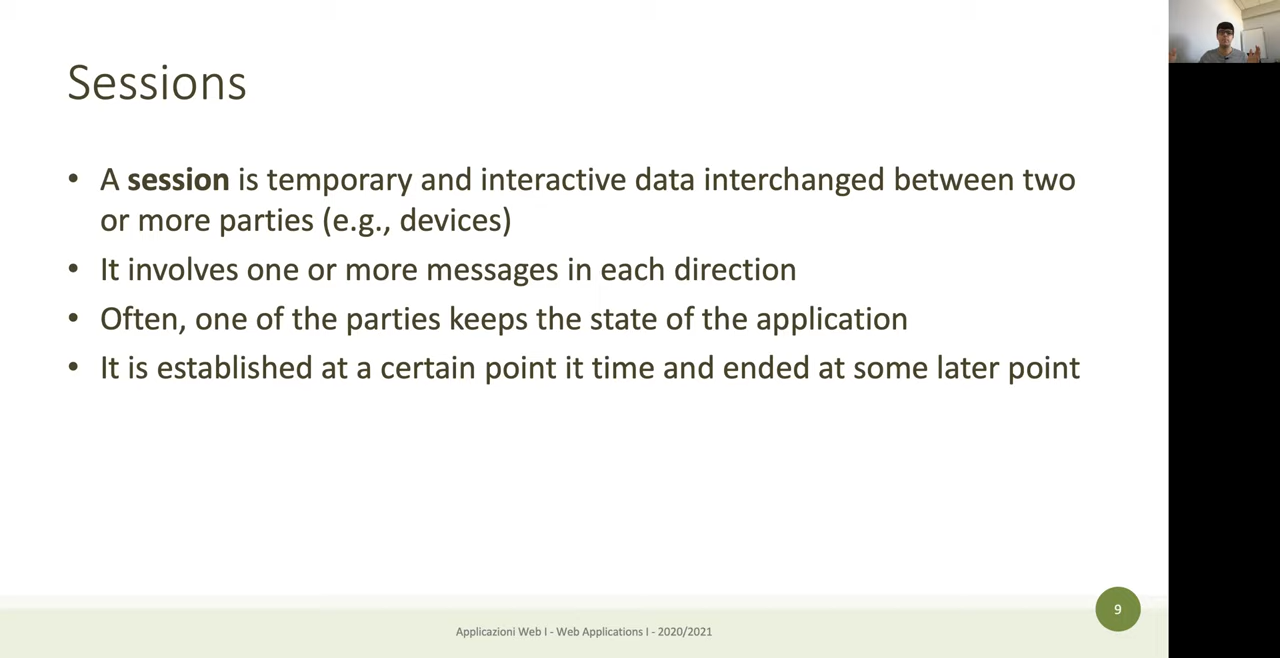 Sessions
• A session is temporary and interactive data interchanged between two
or more parties (e.g., devices)
• It involves one or more messages in each direction
• Often, one of the parties keeps the state of the application
• It is established at a certain point it time and ended at some later point
9
Applicazioni Web I - Web Applications I - 2020/2021